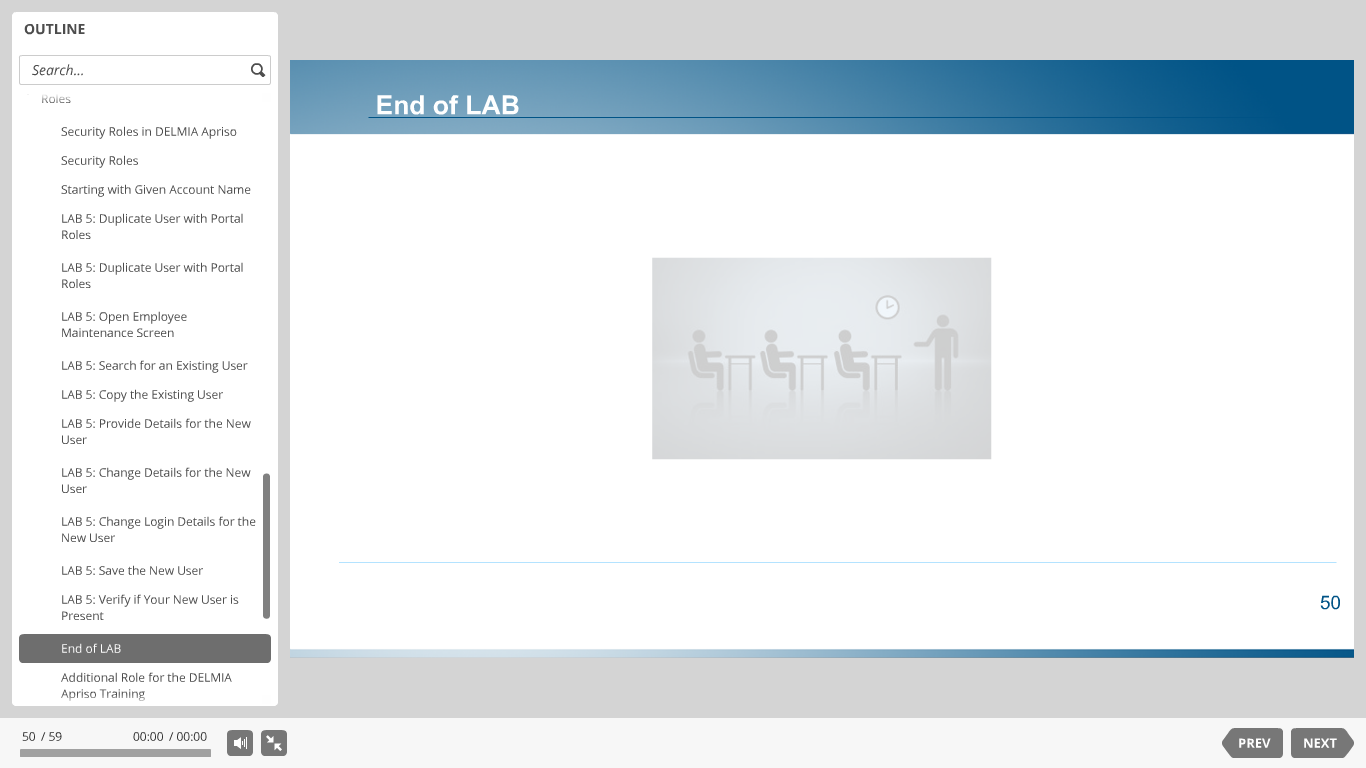 OUTLINE
Search...
Roles
Security Roles in DELMIA Apriso
Security Roles
Starting with Given Account Name
LAB 5: Duplicate User with Portal
Roles
LAB 5: Duplicate User with Portal
Roles
LAB 5: Open Employee
Maintenance Screen
LAB 5: Search for an Existing User
LAB 5: Copy the Existing User
LAB 5: Provide Details for the New
User
LAB 5: Change Details for the New
User
LAB 5: Change Login Details for the
New User
LAB 5: Save the New User
LAB 5: Verify if Your New User is
Present
End of LAB
Additional Role for the DELMIA
Apriso Training
End of LAB
50
50 / 59
00:00 / 00:00
PREV
NEXT